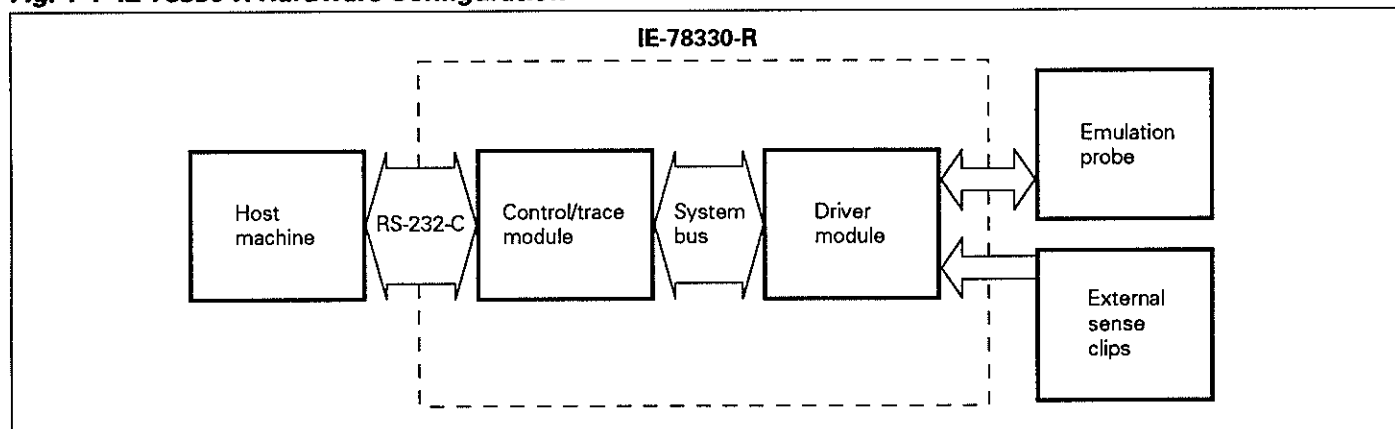 IE-78330-R
Host
machine
RS-232-C
Control/trace
module
System
bus
Driver
module
Emulation
probe
External
sense
clips